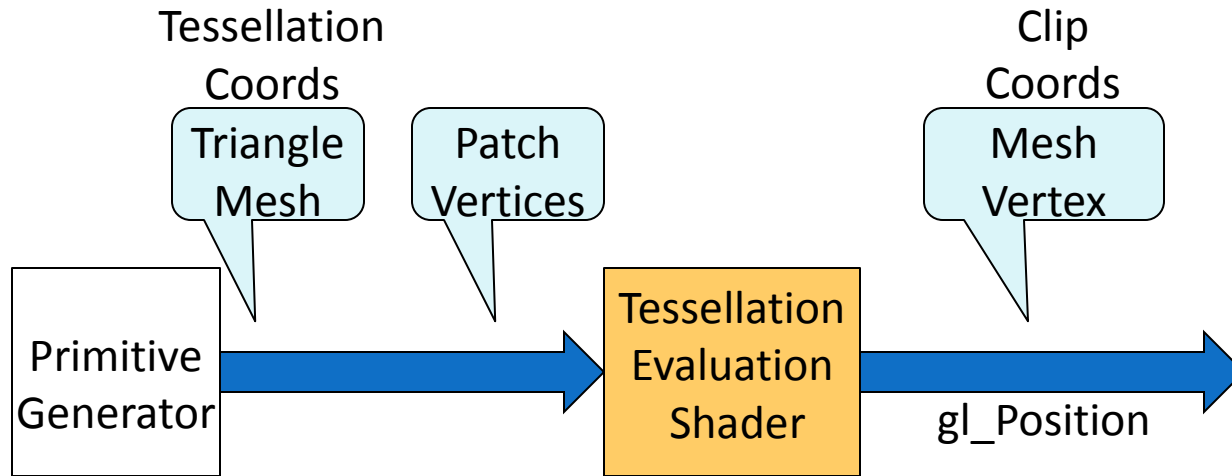 Tessellation
Coords
Triangle
Mesh
Patch
Vertices
Clip
Coords
Mesh
Vertex
Primitive
Generator
Tessellation
Evaluation
Shader
gl_Position